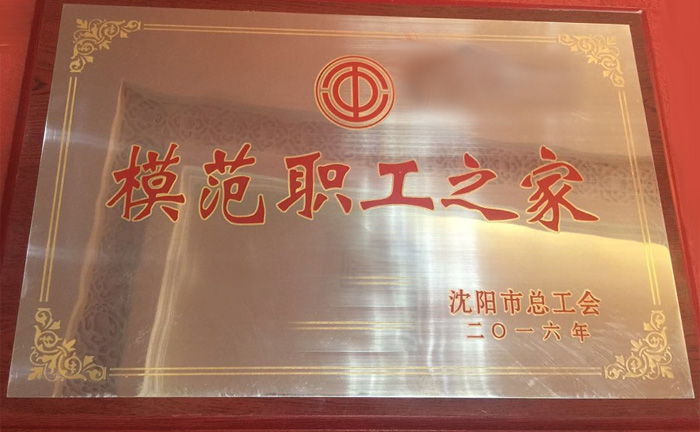 模范职工之家
沈阳市总工会
二〇一六年